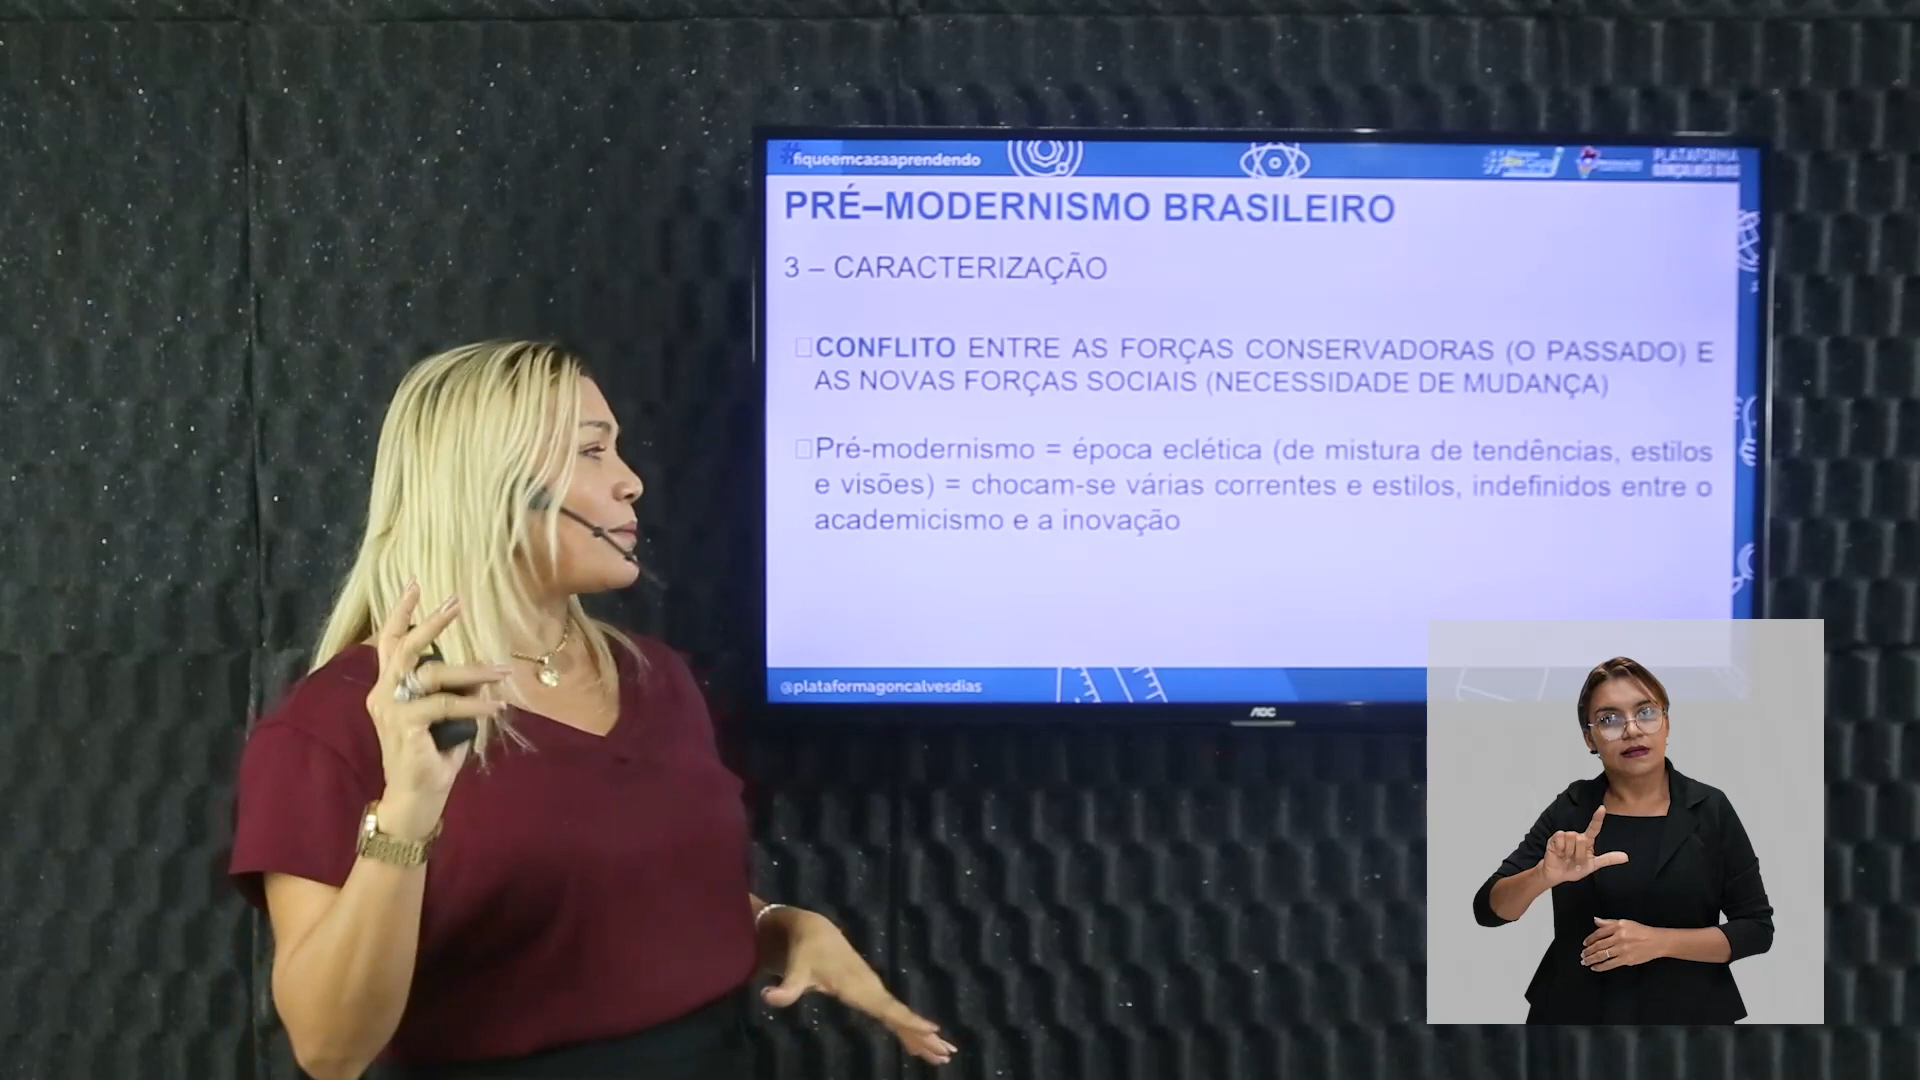 #fiqueemcasaaprendendo
PLATAFORMA
GONÇALVES DIAS
PRÉ–MODERNISMO BRASILEIRO
3 – CARACTERIZAÇÃO
CONFLITO ENTRE AS FORÇAS CONSERVADORAS (O PASSADO) E
AS NOVAS FORÇAS SOCIAIS (NECESSIDADE DE MUDANÇA)
Pré-modernismo = época eclética (de mistura de tendências, estilos
e visões) = chocam-se várias correntes e estilos, indefinidos entre o
academicismo e a inovação
@plataformagoncalvesdias
AOC